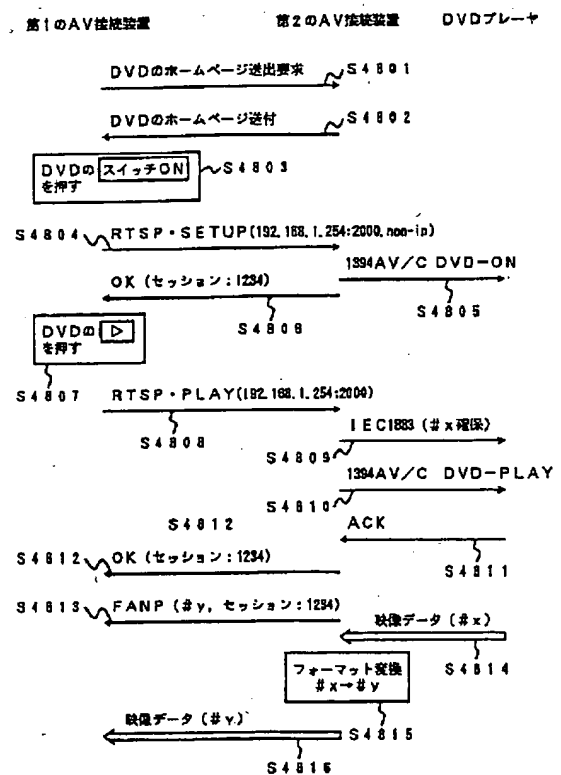 第1のAV接続装置 第2のAV接続装置 DVDプレーヤ
DVDのホームページ送出要求 S4801
DVDのホームページ送付 S4802
DVDの スイッチON
を押す
S4803
S4804 RTSP・SETUP(192.168.1.254:2000,non-ip)
1394AV/C DVD-ON
OK (セッション:1234)
S4806 S4805
DVDの ▷
を押す
S4807 RTSP・PLAY(192.168.1.254:2000)
S4808
IEC1883 (#x確保)
S4809
1394AV/C DVD-PLAY
S4810
S4812 ACK
S4812 OK (セッション:1234)
S4811
S4813 FANP (#y, セッション:1234)
映像データ (#x)
S4814
フォーマット変換
#x→#y
S4815
映像データ (#y)
S4816